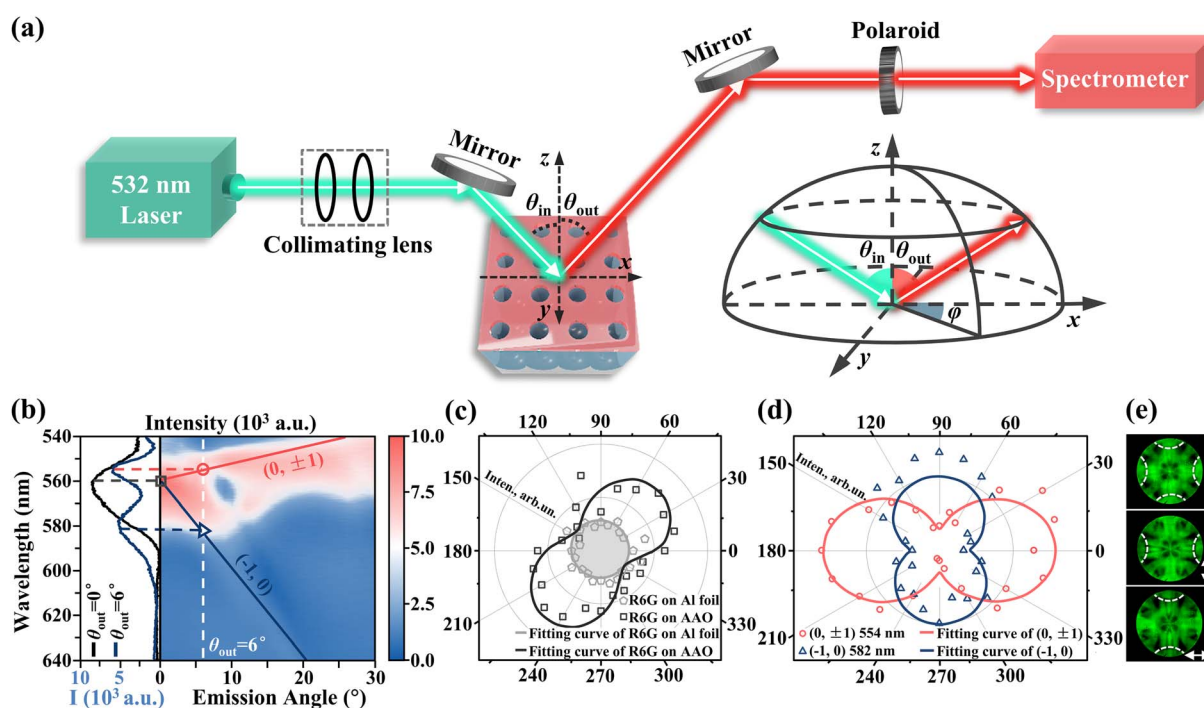 (a)
532 nm
Laser
Collimating lens
Mirror
z
θin θout
x
y
Mirror
Polaroid
Spectrometer
z
θin θout
φ
x
y
(b)
Intensity (10³ a.u.)
Wavelength (nm)
540
560
580
600
620
640
θout=0°
θout=6°
(0, ±1)
(-1, 0)
θout=6°
10.0
7.5
5.0
2.5
0.0
10 5 0 10 20 30
I (10³ a.u.) Emission Angle (°)
(c)
120 90 60
150 30
Inten., arb.un.
180 0
210 330
240 270 300
R6G on Al foil
R6G on AAO
Fitting curve of R6G on Al foil
Fitting curve of R6G on AAO
(d)
120 90 60
150 30
Inten., arb.un.
180 0
210 330
240 270 300
(0, ±1) 554 nm Fitting curve of (0, ±1)
(-1, 0) 582 nm Fitting curve of (-1, 0)
(e)